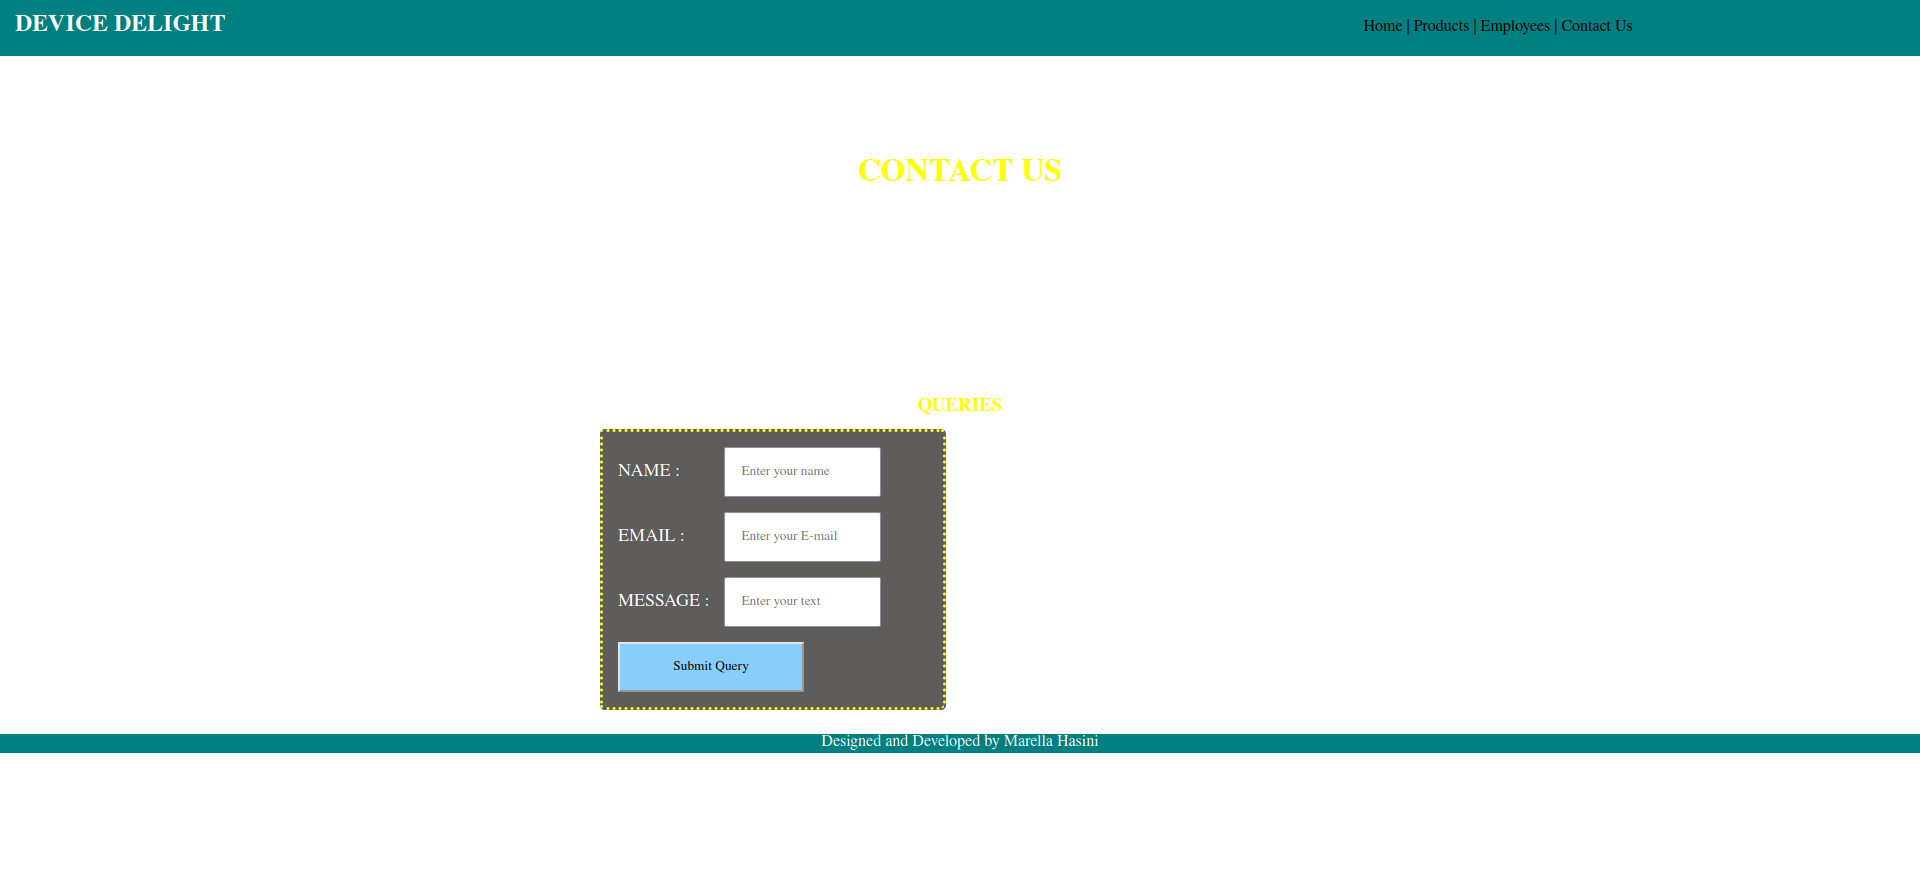 DEVICE DELIGHT
Home | Products | Employees | Contact Us
CONTACT US
QUERIES
NAME : Enter your name
EMAIL : Enter your E-mail
MESSAGE : Enter your text
Submit Query
Designed and Developed by Marella Hasini